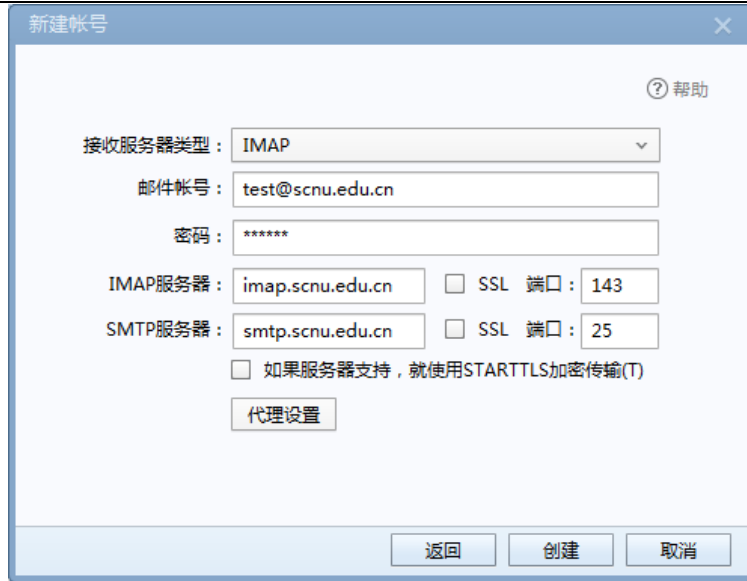 新建帐号
帮助
接收服务器类型： IMAP
邮件帐号： test@scnu.edu.cn
密码： ******
IMAP服务器： imap.scnu.edu.cn SSL 端口： 143
SMTP服务器： smtp.scnu.edu.cn SSL 端口： 25
如果服务器支持，就使用STARTTLS加密传输(T)
代理设置
返回 创建 取消